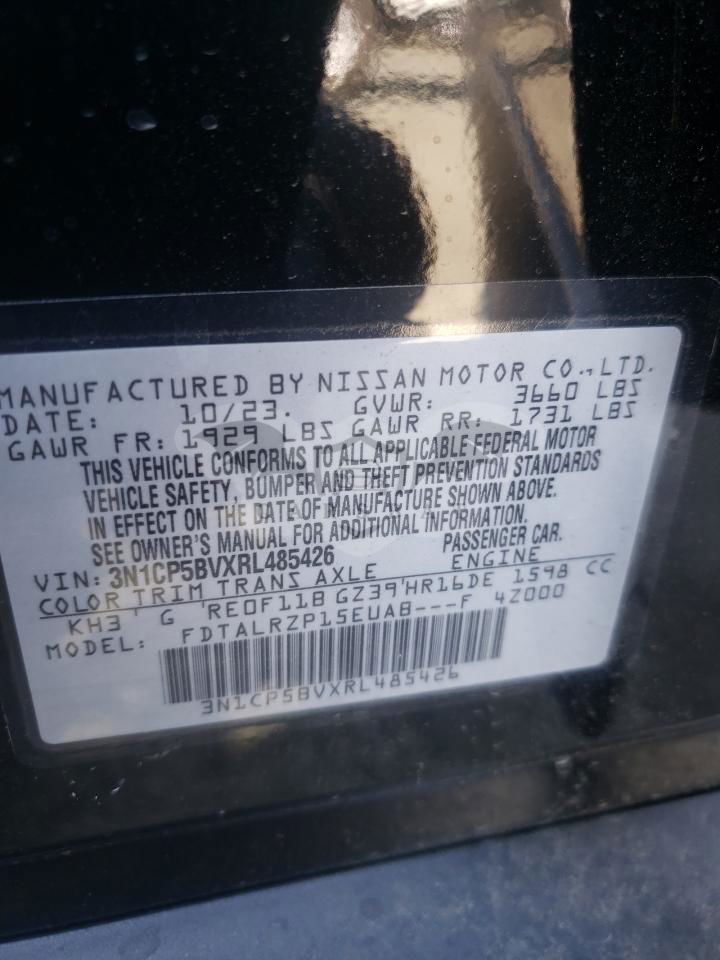 MANUFACTURED BY NISSAN MOTOR CO.,LTD.
DATE: 10/23. GVWR: 3660 LBS
GAWR FR: 1929 LBS GAWR RR: 1731 LBS
THIS VEHICLE CONFORMS TO ALL APPLICABLE FEDERAL MOTOR
VEHICLE SAFETY, BUMPER AND THEFT PREVENTION STANDARDS
IN EFFECT ON THE DATE OF MANUFACTURE SHOWN ABOVE.
SEE OWNER'S MANUAL FOR ADDITIONAL INFORMATION.
VIN: 3N1CP5BVXRL485426 PASSENGER CAR.
COLOR TRIM TRANS AXLE ENGINE
KH3 G RE0F11B GZ39 HR16DE 1598 CC
MODEL: FDTALRZP15EUAB---F 4Z000
3N1CP5BVXRL485426